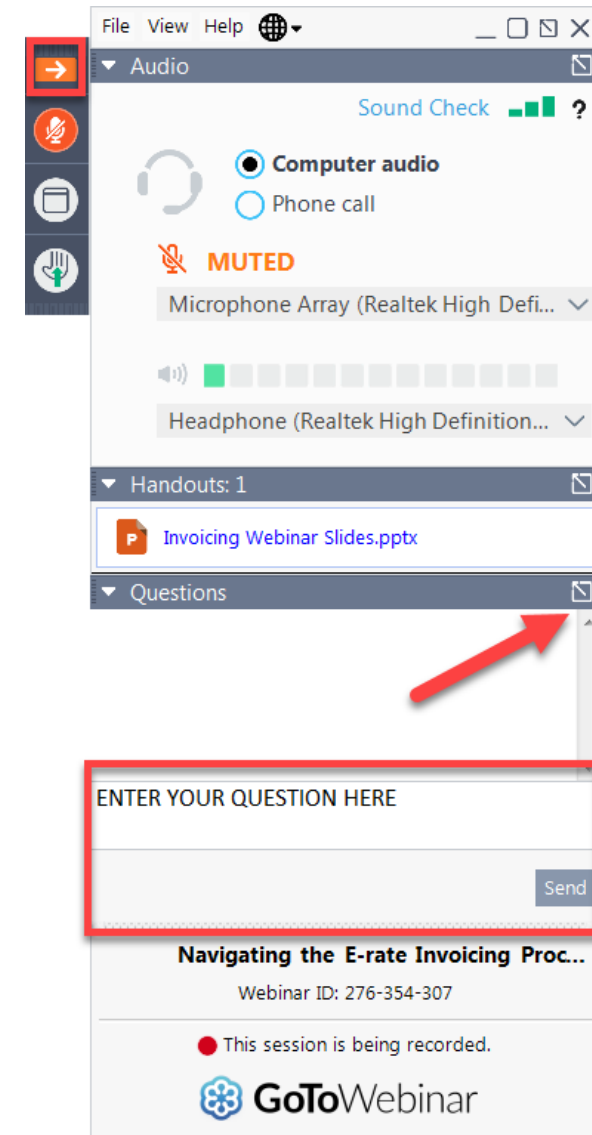 File View Help
Audio
Sound Check ?
Computer audio
Phone call
MUTED
Microphone Array (Realtek High Defi...
Headphone (Realtek High Definition...
Handouts: 1
P Invoicing Webinar Slides.pptx
Questions
ENTER YOUR QUESTION HERE
Send
Navigating the E-rate Invoicing Proc...
Webinar ID: 276-354-307
This session is being recorded.
GoToWebinar